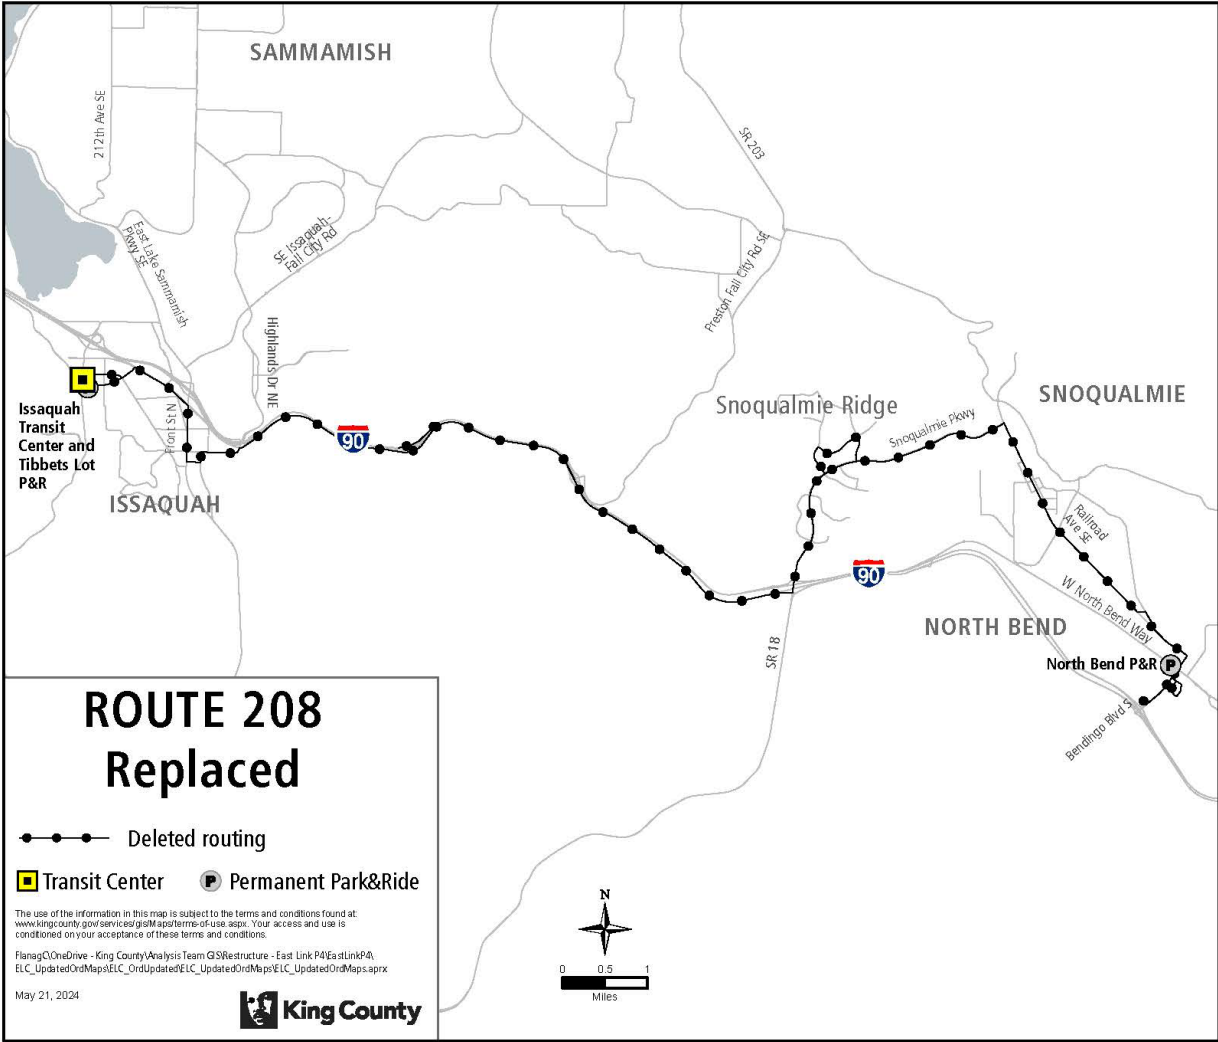 SAMMAMISH
212th Ave SE
SR 203
East Lake Sammamish
Pkwy SE
SE Issaquah-
Fall City Rd
Preston Fall City Rd SE
Highlands Dr NE
Issaquah
Transit
Center and
Tibbets Lot
P&R
Front St N
90
ISSAQUAH
Snoqualmie Ridge
Snoqualmie Pkwy
SNOQUALMIE
Railroad
Ave SE
90
W North Bend Way
NORTH BEND
North Bend P&R
P
Bendingo Blvd S
SR 18
ROUTE 208
Replaced
Deleted routing
Transit Center
P
Permanent Park&Ride
The use of the information in this map is subject to the terms and conditions found at:
www.kingcounty.gov/services/gis/Maps/terms-of-use.aspx. Your access and use is
conditioned on your acceptance of these terms and conditions.
FlanagC\OneDrive - King County\Analysis Team GIS\Restructure - East Link P4\EastLinkP4\
ELC_UpdatedOrdMaps\ELC_OrdUpdated\ELC_UpdatedOrdMaps\ELC_UpdatedOrdMaps.aprx
May 21, 2024
King County
N
0 0.5 1
Miles